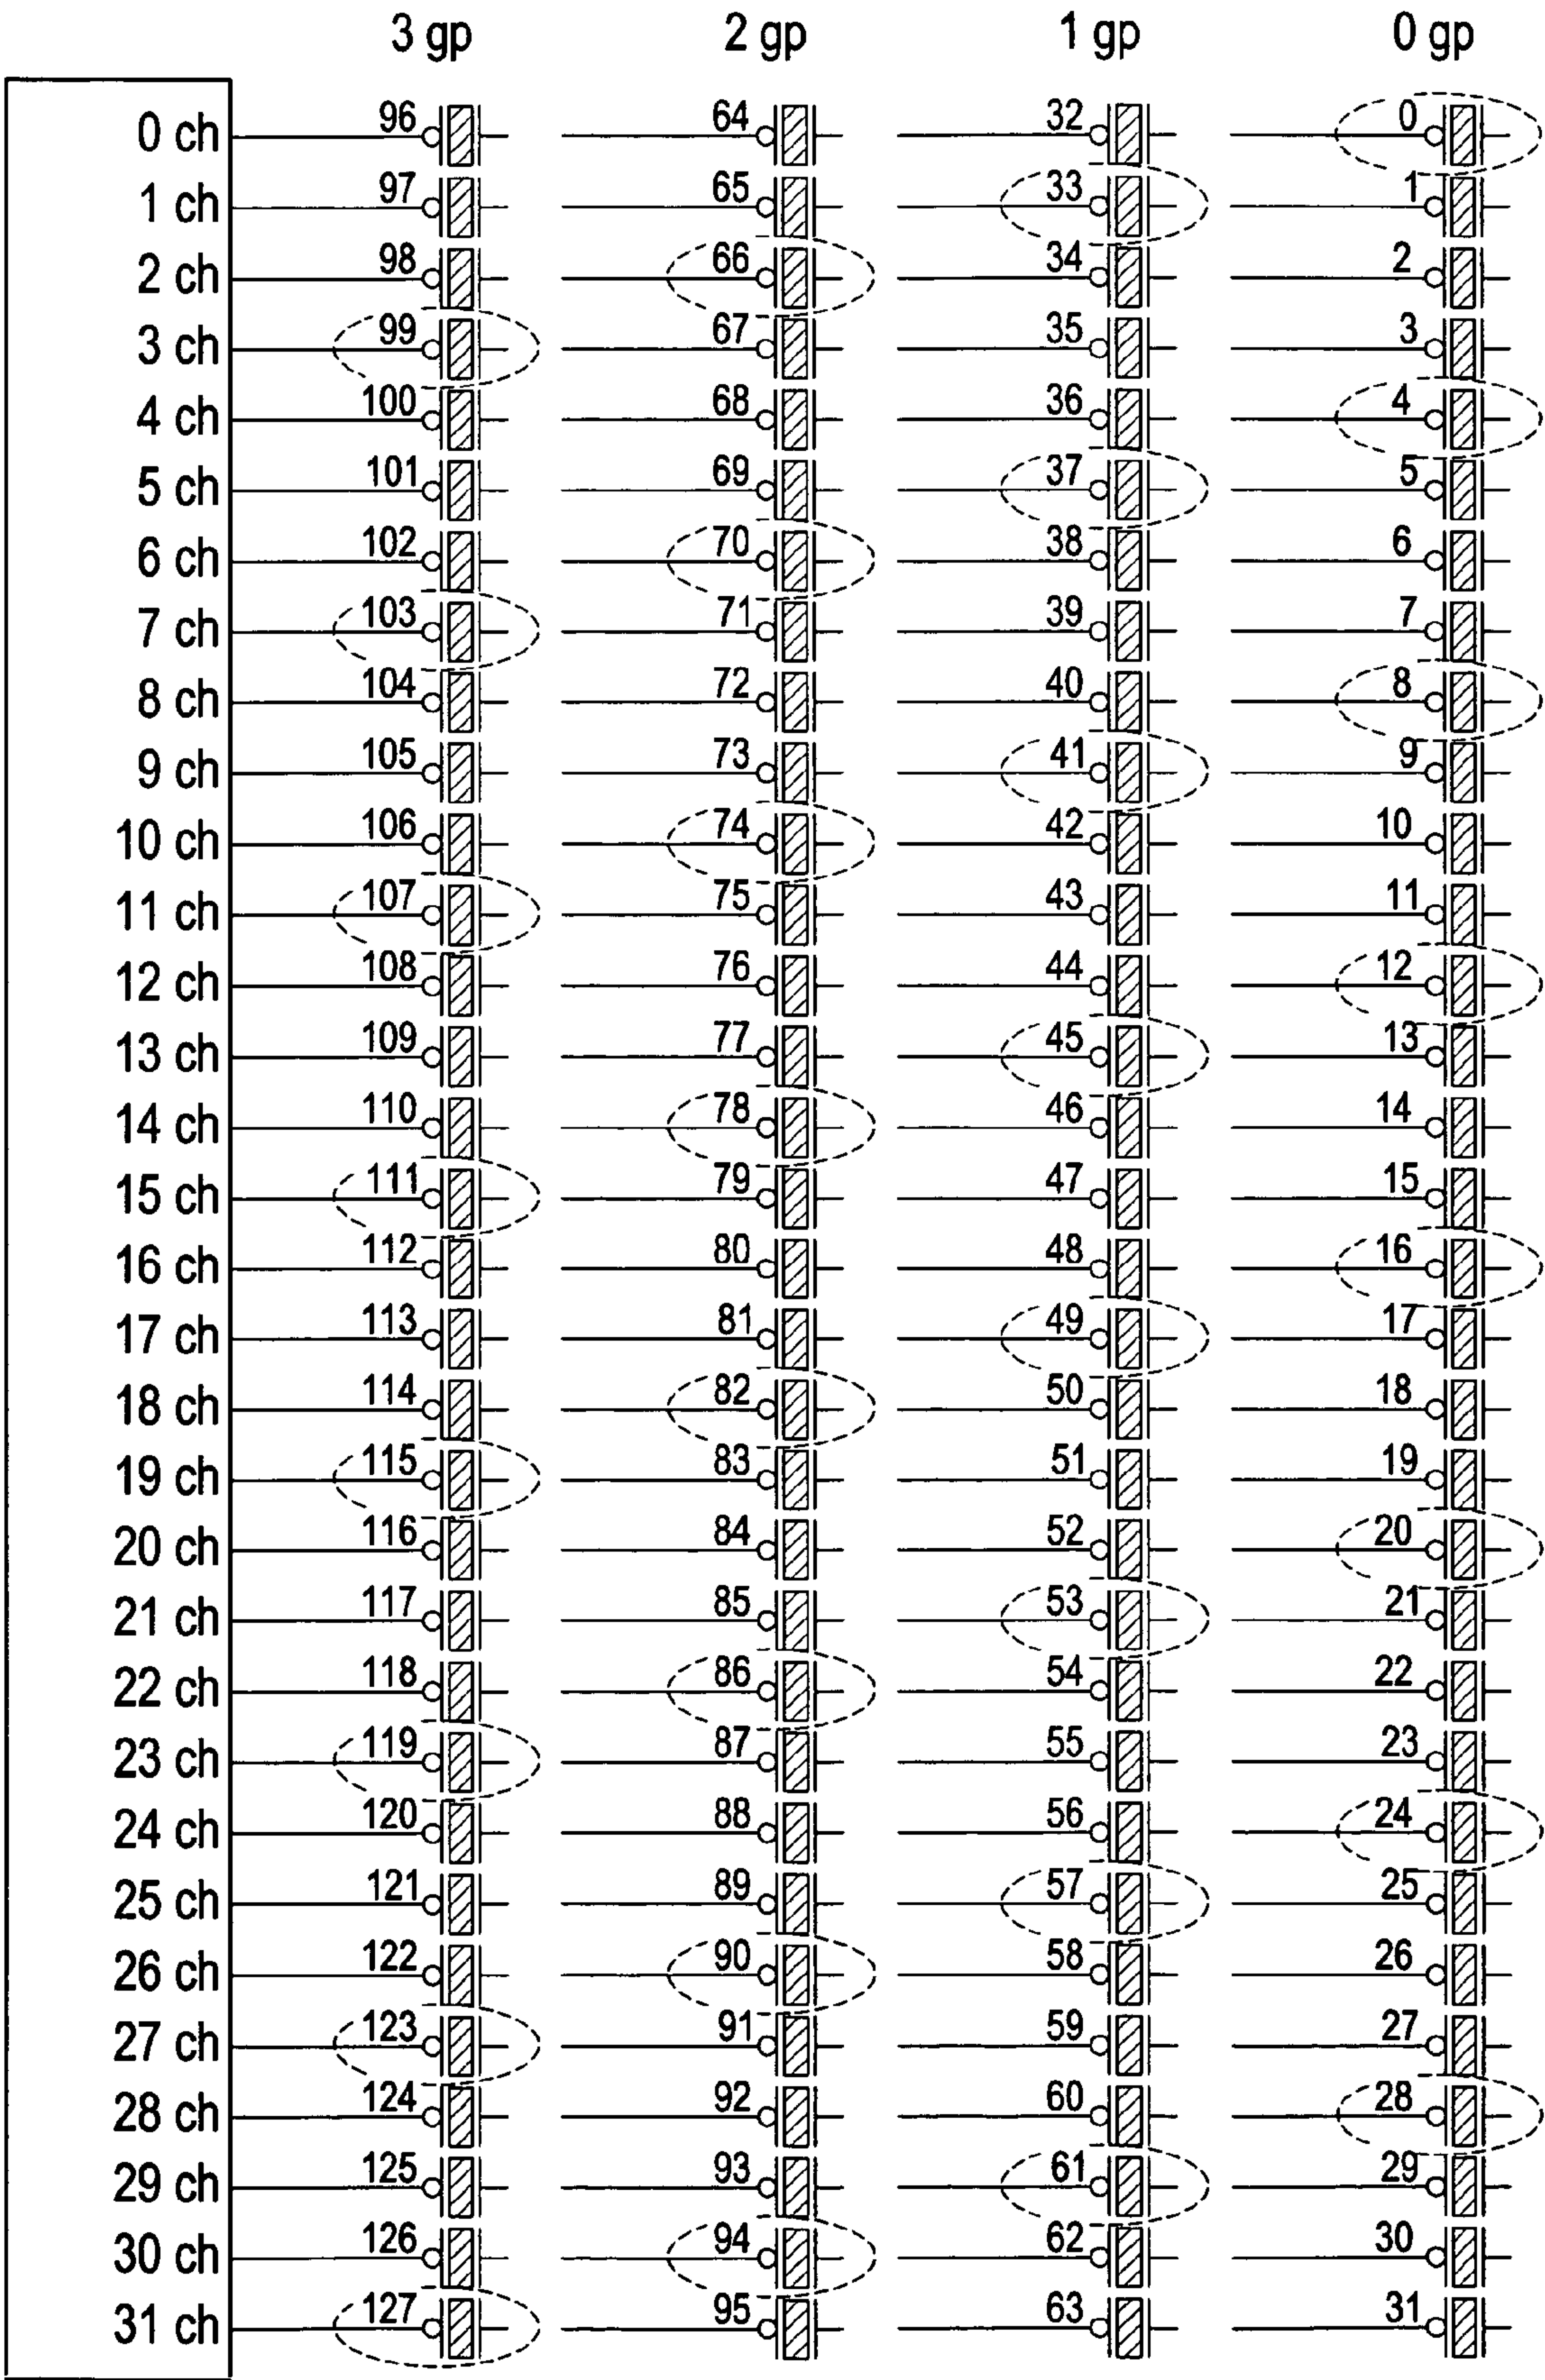 3 gp 2 gp 1 gp 0 gp
0 ch 96 64 32 0
1 ch 97 65 33 1
2 ch 98 66 34 2
3 ch 99 67 35 3
4 ch 100 68 36 4
5 ch 101 69 37 5
6 ch 102 70 38 6
7 ch 103 71 39 7
8 ch 104 72 40 8
9 ch 105 73 41 9
10 ch 106 74 42 10
11 ch 107 75 43 11
12 ch 108 76 44 12
13 ch 109 77 45 13
14 ch 110 78 46 14
15 ch 111 79 47 15
16 ch 112 80 48 16
17 ch 113 81 49 17
18 ch 114 82 50 18
19 ch 115 83 51 19
20 ch 116 84 52 20
21 ch 117 85 53 21
22 ch 118 86 54 22
23 ch 119 87 55 23
24 ch 120 88 56 24
25 ch 121 89 57 25
26 ch 122 90 58 26
27 ch 123 91 59 27
28 ch 124 92 60 28
29 ch 125 93 61 29
30 ch 126 94 62 30
31 ch 127 95 63 31